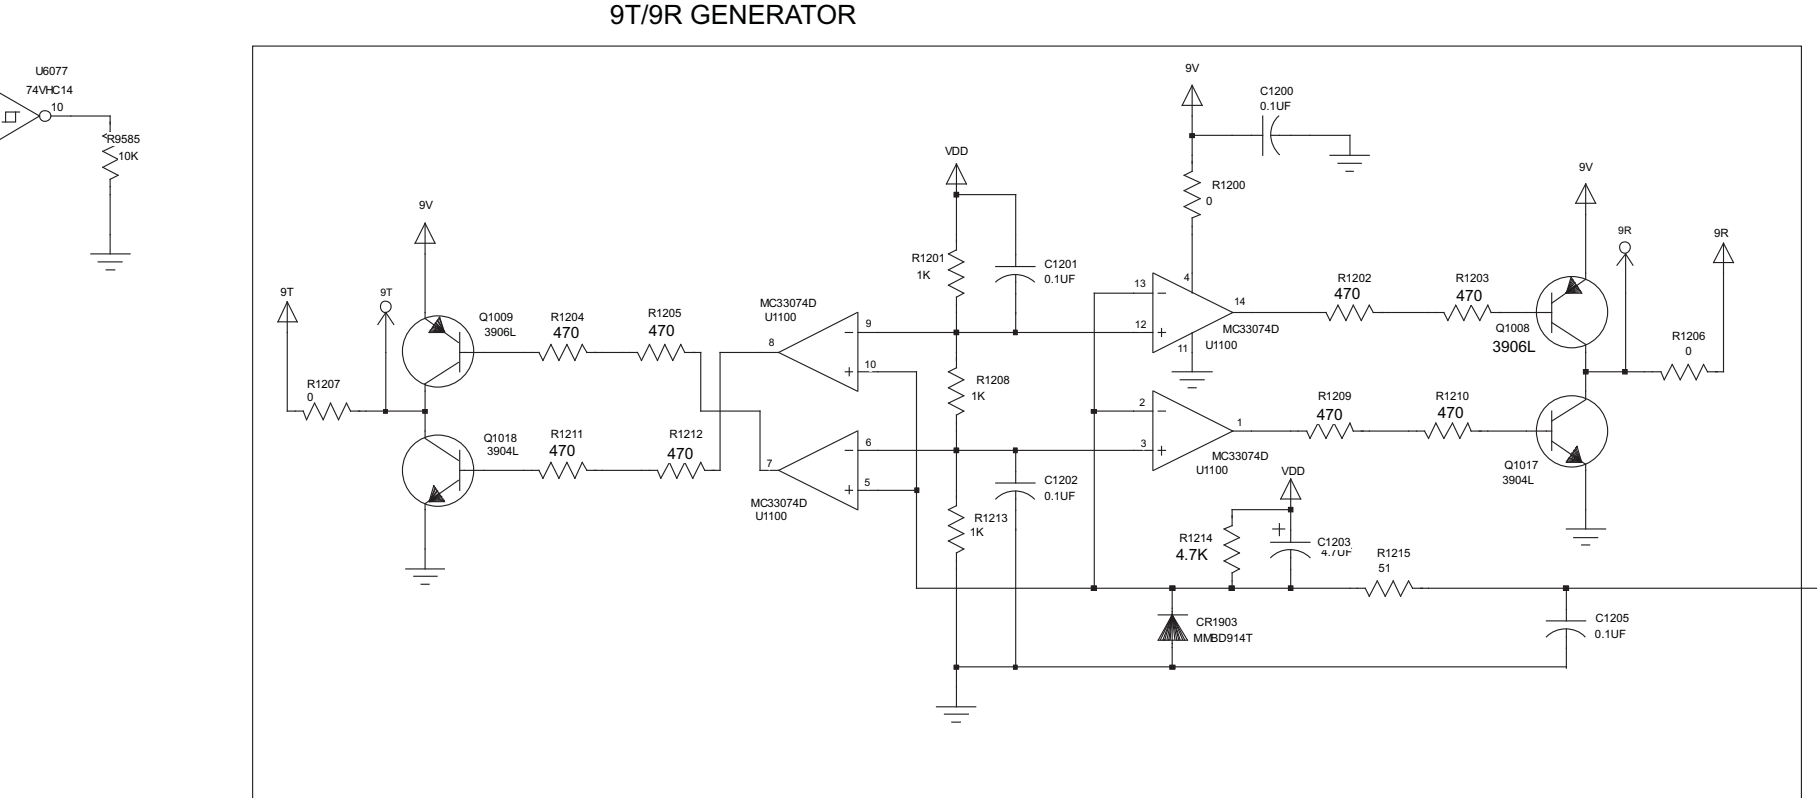 9T/9R GENERATOR
U6077
74VHC14
10
R9585
10K
9V
C1200
0.1UF
VDD
R1200
0
9V
9V
9R
9R
R1201
1K
C1201
0.1UF
4
13
14
12
11
MC33074D
U1100
R1202
470
R1203
470
Q1008
3906L
R1206
0
9T
9T
Q1009
3906L
R1204
470
R1205
470
MC33074D
U1100
8
9
10
R1207
0
R1208
1K
2
1
3
MC33074D
U1100
R1209
470
R1210
470
Q1017
3904L
Q1018
3904L
R1211
470
R1212
470
7
6
5
MC33074D
U1100
C1202
0.1UF
R1213
1K
VDD
R1214
4.7K
C1203
4.7UF
R1215
51
CR1903
MMBD914T
C1205
0.1UF